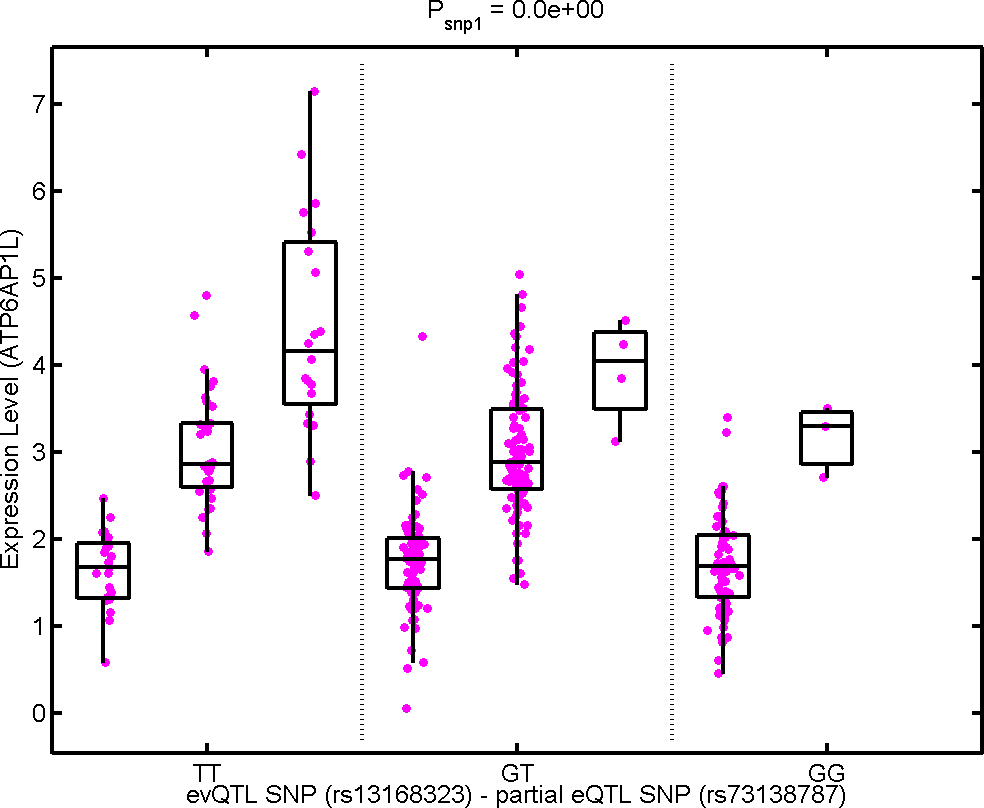 P_snp1 = 0.0e+00
7
6
5
4
3
2
1
0
Expression Level (ATP6AP1L)
TT GT GG
evQTL SNP (rs13168323) - partial eQTL SNP (rs73138787)